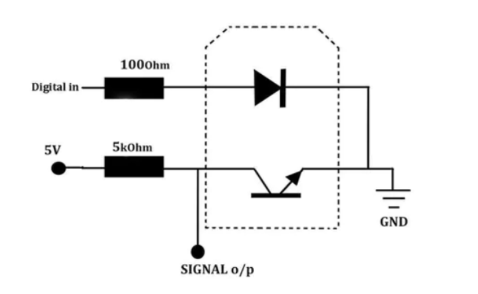 100Ohm
Digital in
5V
5kOhm
GND
SIGNAL o/p